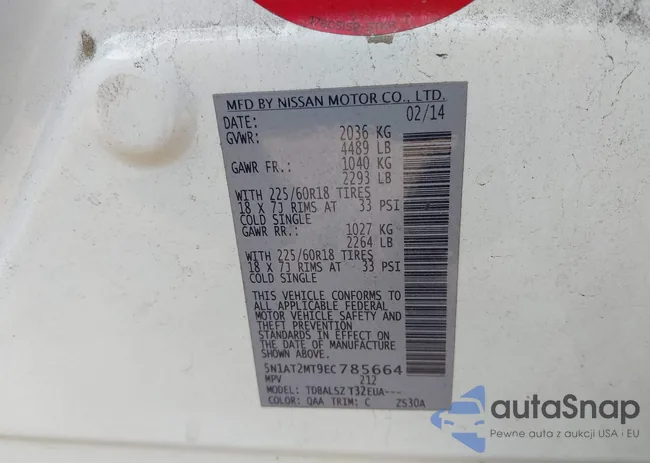 MFD BY NISSAN MOTOR CO., LTD.
DATE: 02/14
GVWR: 2036 KG
4489 LB
GAWR FR.: 1040 KG
2293 LB
WITH 225/60R18 TIRES
18 X 7J RIMS AT 33 PSI
COLD SINGLE
GAWR RR.: 1027 KG
2264 LB
WITH 225/60R18 TIRES
18 X 7J RIMS AT 33 PSI
COLD SINGLE
THIS VEHICLE CONFORMS TO
ALL APPLICABLE FEDERAL
MOTOR VEHICLE SAFETY AND
THEFT PREVENTION
STANDARDS IN EFFECT ON
THE DATE OF MANUFACTURE
SHOWN ABOVE.
5N1AT2MT9EC785664
MPV 212
MODEL: TDBALSZ T32EUA---
COLOR: QAA TRIM: C ZS30A
autoSnap
Pewne auta z aukcji USA i EU